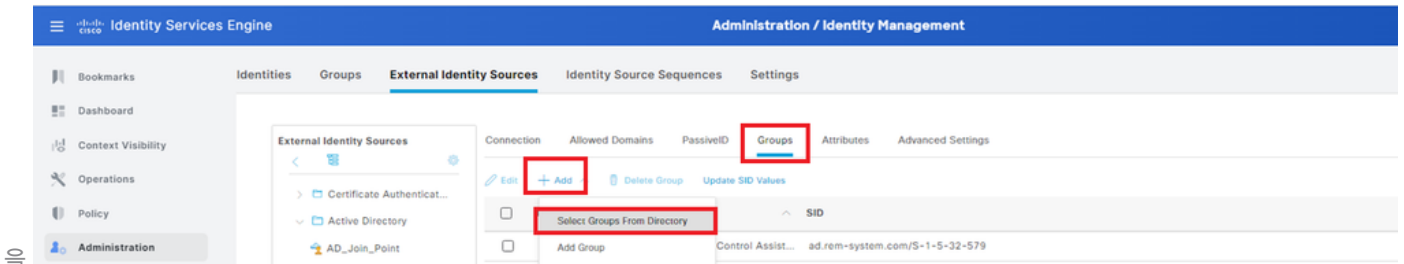 cisco Identity Services Engine
Administration / Identity Management
Bookmarks
Dashboard
Context Visibility
Operations
Policy
Administration
Identities Groups External Identity Sources Identity Source Sequences Settings
External Identity Sources
Certificate Authenticat...
Active Directory
AD_Join_Point
Connection Allowed Domains PassiveID Groups Attributes Advanced Settings
Edit + Add Delete Group Update SID Values
Select Groups From Directory
Add Group
SID
Control Assist... ad.rem-system.com/S-1-5-32-579